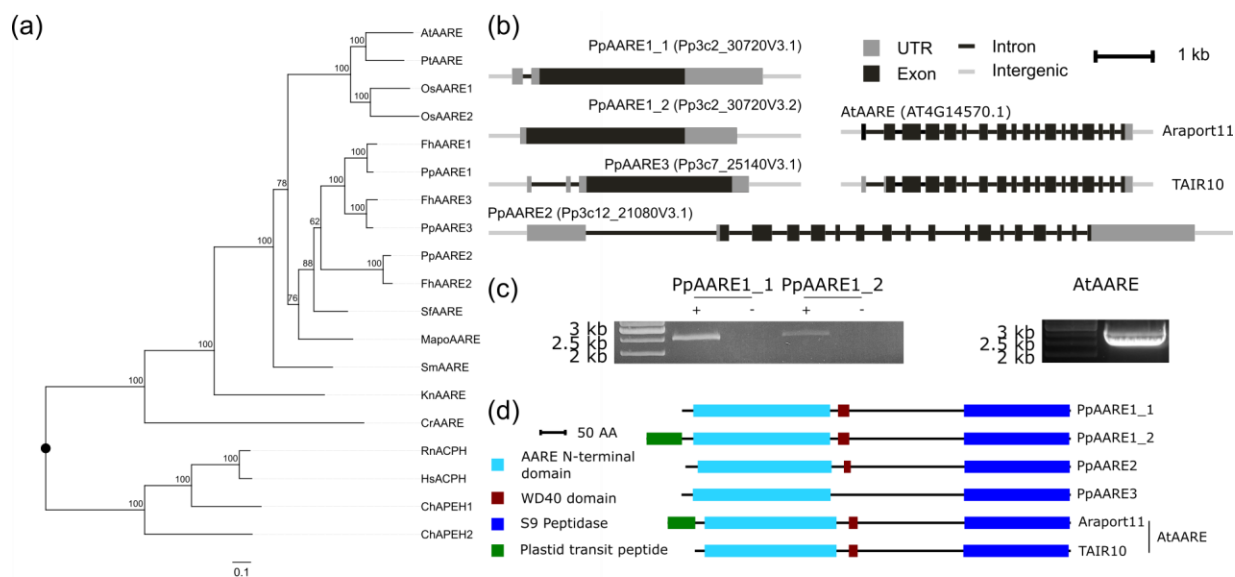 (a)
AtAARE
PtAARE
OsAARE1
OsAARE2
FhAARE1
PpAARE1
FhAARE3
PpAARE3
PpAARE2
FhAARE2
SfAARE
MapoAARE
SmAARE
KnAARE
CrAARE
RnACPH
HsACPH
ChAPEH1
ChAPEH2
100
100
100
100
100
100
78
62
100
88
76
100
100
100
100
100
100
0.1
(b)
PpAARE1_1 (Pp3c2_30720V3.1)
PpAARE1_2 (Pp3c2_30720V3.2)
PpAARE3 (Pp3c7_25140V3.1)
PpAARE2 (Pp3c12_21080V3.1)
UTR
Intron
Exon
Intergenic
1 kb
AtAARE (AT4G14570.1)
Araport11
TAIR10
(c)
PpAARE1_1 PpAARE1_2
+ - + -
3 kb
2.5 kb
2 kb
AtAARE
3 kb
2.5 kb
2 kb
(d)
50 AA
AARE N-terminal
domain
WD40 domain
S9 Peptidase
Plastid transit peptide
PpAARE1_1
PpAARE1_2
PpAARE2
PpAARE3
Araport11
TAIR10
AtAARE